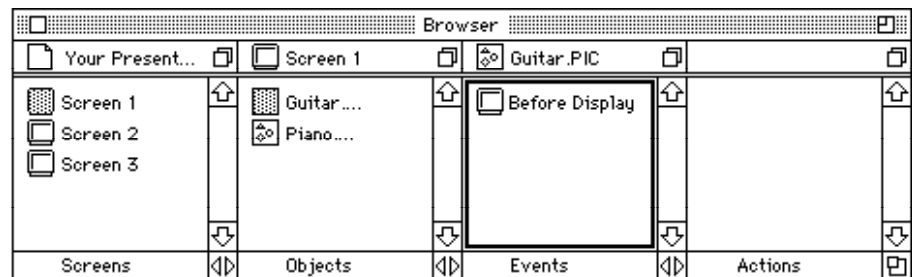 Browser
Your Present... Screen 1 Guitar.PIC
Screen 1 Guitar.... Before Display
Screen 2 Piano....
Screen 3
Screens Objects Events Actions